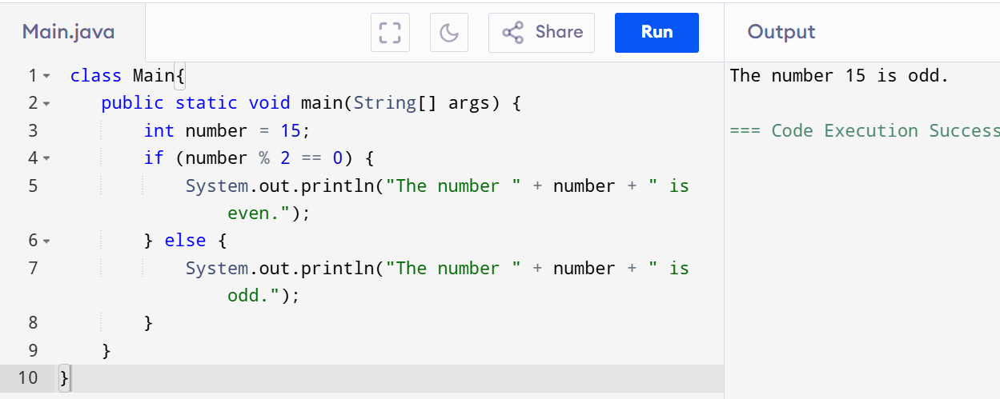 Main.java
Share
Run
Output
1 class Main{
2 public static void main(String[] args) {
3 int number = 15;
4 if (number % 2 == 0) {
5 System.out.println("The number " + number + " is
even.");
6 } else {
7 System.out.println("The number " + number + " is
odd.");
8 }
9 }
10 }
The number 15 is odd.
=== Code Execution Success